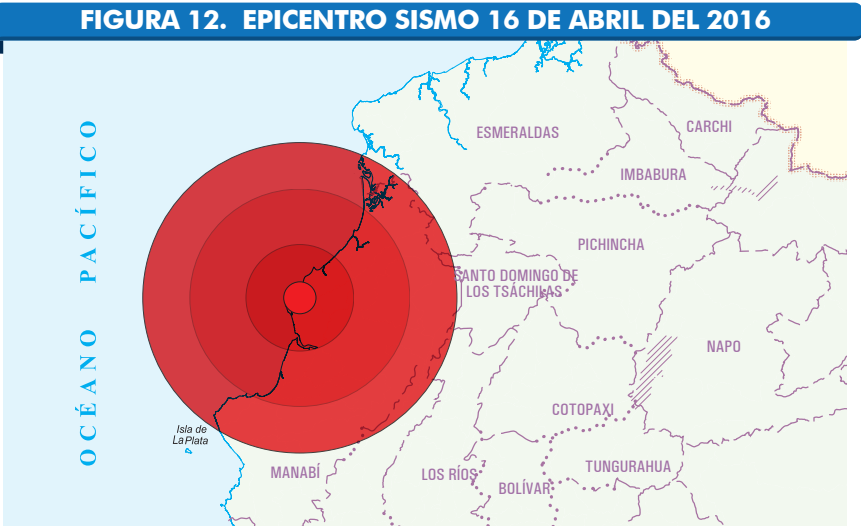 FIGURA 12. EPICENTRO SISMO 16 DE ABRIL DEL 2016
OCÉANO PACÍFICO
ESMERALDAS
CARCHI
IMBABURA
PICHINCHA
SANTO DOMINGO DE
LOS TSÁCHILAS
NAPO
COTOPAXI
Isla de
La Plata
MANABÍ
LOS RÍOS
BOLÍVAR
TUNGURAHUA